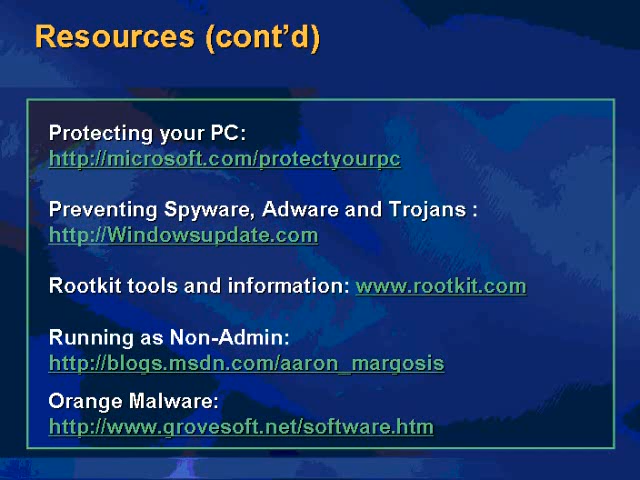 Resources (cont’d)
Protecting your PC:
http://microsoft.com/protectyourpc
Preventing Spyware, Adware and Trojans :
http://Windowsupdate.com
Rootkit tools and information: www.rootkit.com
Running as Non-Admin:
http://blogs.msdn.com/aaron_margosis
Orange Malware:
http://www.grovesoft.net/software.htm